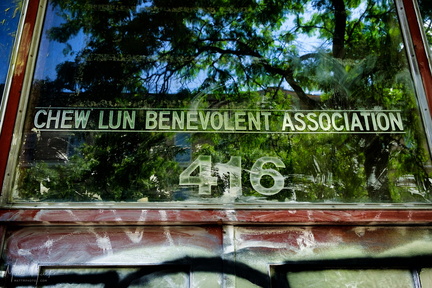 CHEW LUN BENEVOLENT ASSOCIATION
416